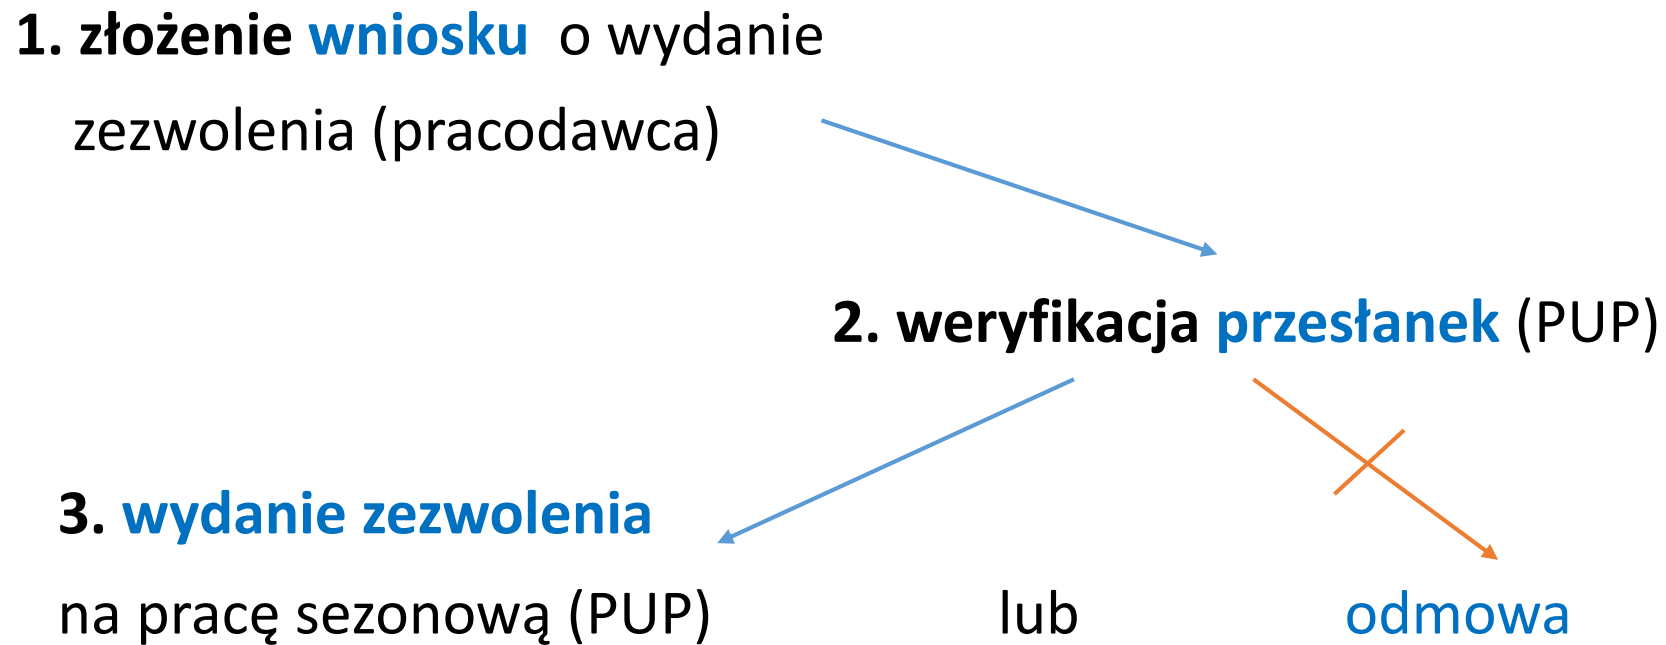 1. złożenie wniosku o wydanie
zezwolenia (pracodawca)
2. weryfikacja przesłanek (PUP)
3. wydanie zezwolenia
na pracę sezonową (PUP) lub odmowa